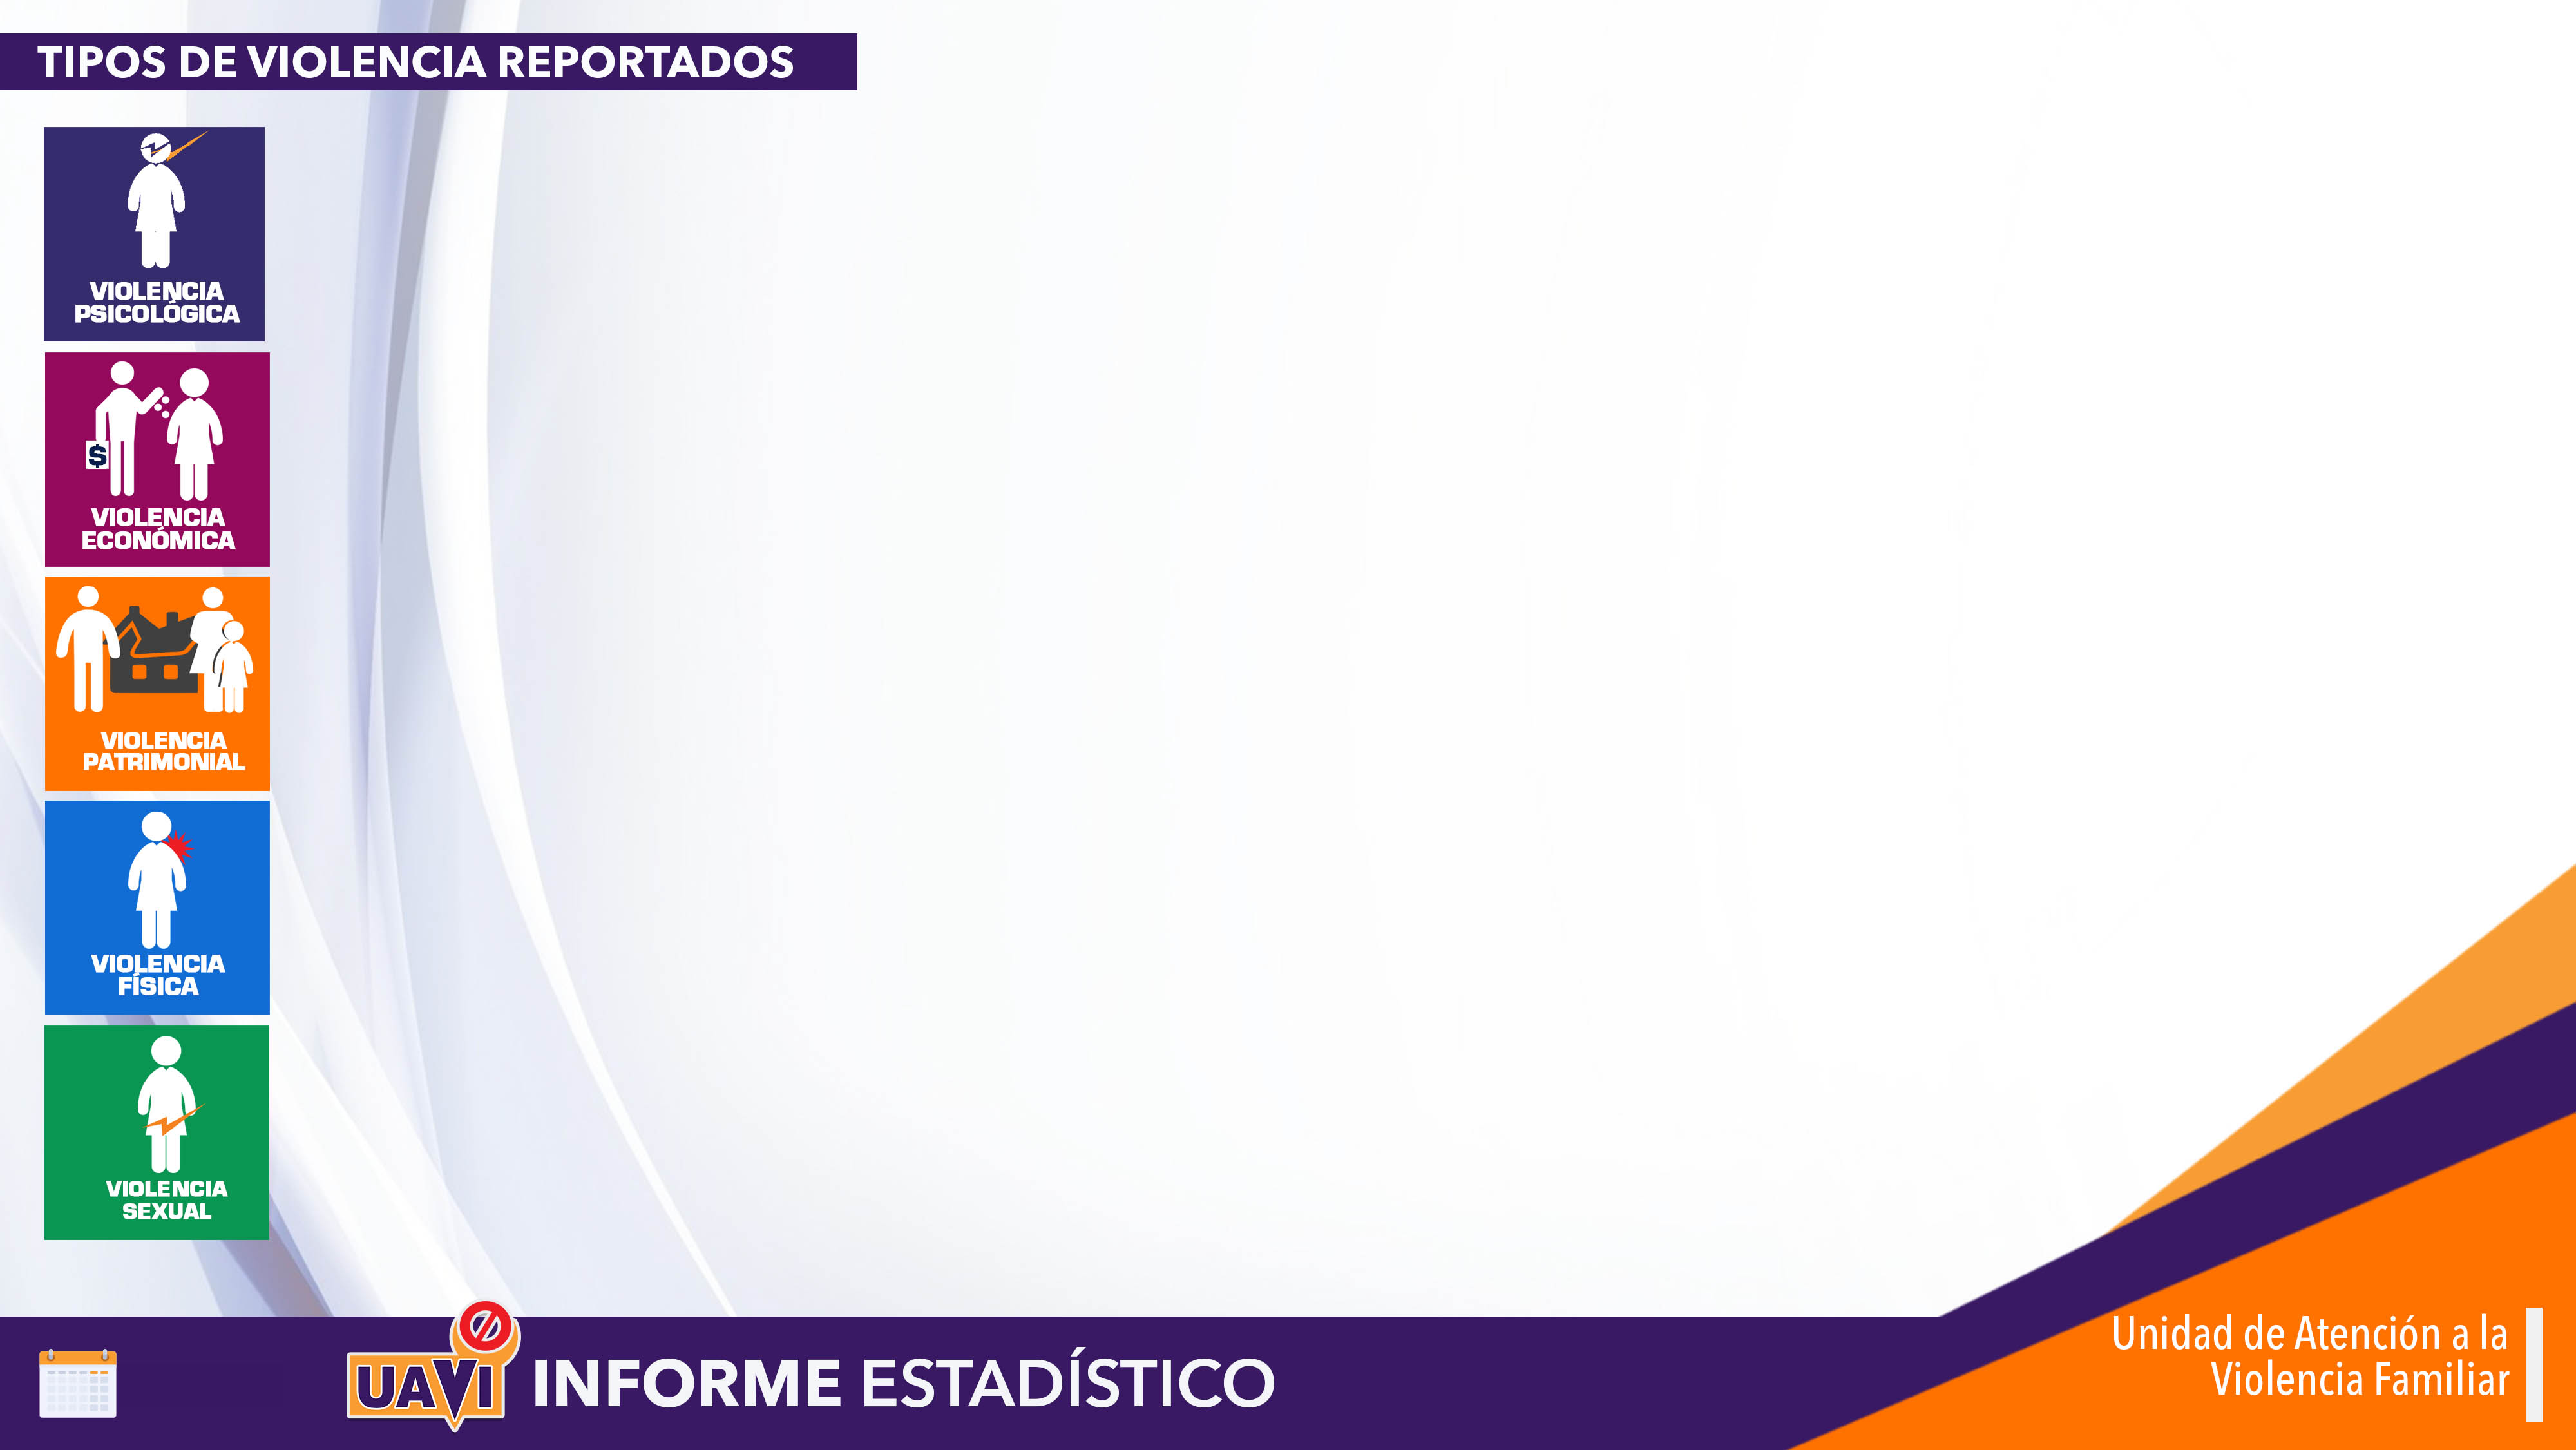 TIPOS DE VIOLENCIA REPORTADOS
VIOLENCIA
PSICOLÓGICA
$
VIOLENCIA
ECONÓMICA
VIOLENCIA
PATRIMONIAL
VIOLENCIA
FÍSICA
VIOLENCIA
SEXUAL
UAVI
INFORME ESTADÍSTICO
Unidad de Atención a la
Violencia Familiar